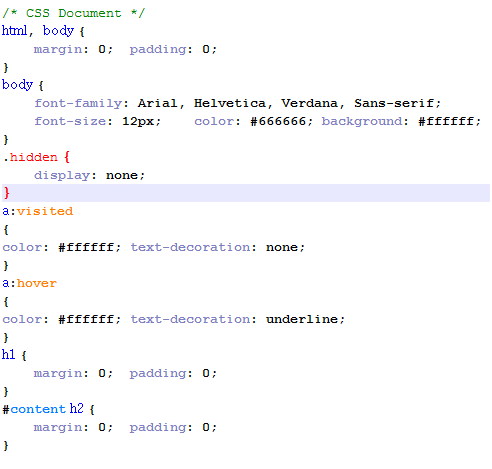 /* CSS Document */
html, body {
    margin: 0;  padding: 0;
}
body {
    font-family: Arial, Helvetica, Verdana, Sans-serif;
    font-size: 12px;    color: #666666; background: #ffffff;
}
.hidden {
    display: none;
}
a:visited
{
color: #ffffff; text-decoration: none;
}
a:hover
{
color: #ffffff; text-decoration: underline;
}
h1 {
    margin: 0;  padding: 0;
}
#content h2 {
    margin: 0;  padding: 0;
}